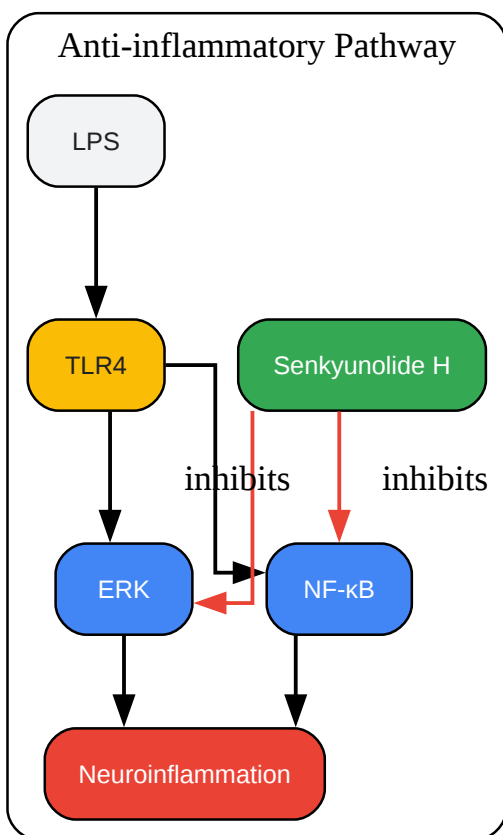 Anti-inflammatory Pathway
LPS
TLR4
Senkyunolide H
inhibits
inhibits
ERK
NF-κB
Neuroinflammation